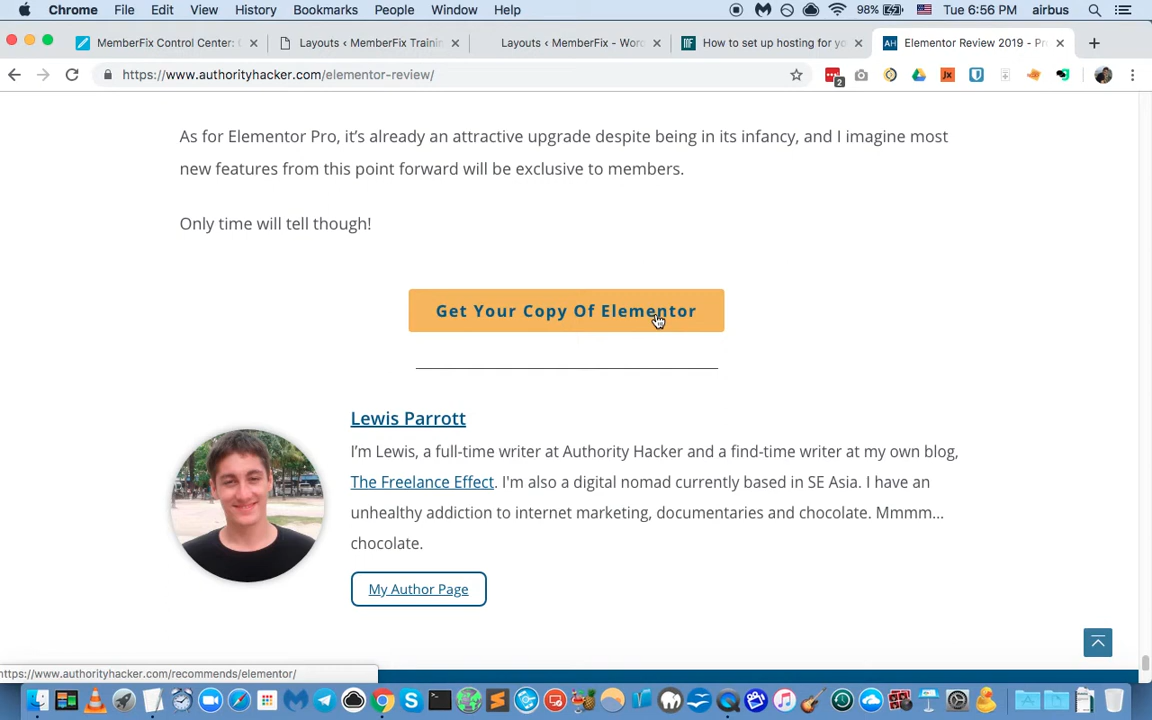 Chrome File Edit View History Bookmarks People Window Help 98% Tue 6:56 PM airbus
MemberFix Control Center: Layouts ‹ MemberFix Trainin Layouts ‹ MemberFix - Wor MF How to set up hosting for yo AH Elementor Review 2019 - Pr
https://www.authorityhacker.com/elementor-review/ 2 Jx
As for Elementor Pro, it's already an attractive upgrade despite being in its infancy, and I imagine most
new features from this point forward will be exclusive to members.
Only time will tell though!
Get Your Copy Of Elementor
Lewis Parrott
I'm Lewis, a full-time writer at Authority Hacker and a find-time writer at my own blog,
The Freelance Effect. I'm also a digital nomad currently based in SE Asia. I have an
unhealthy addiction to internet marketing, documentaries and chocolate. Mmmm...
chocolate.
My Author Page
https://www.authorityhacker.com/recommends/elementor/